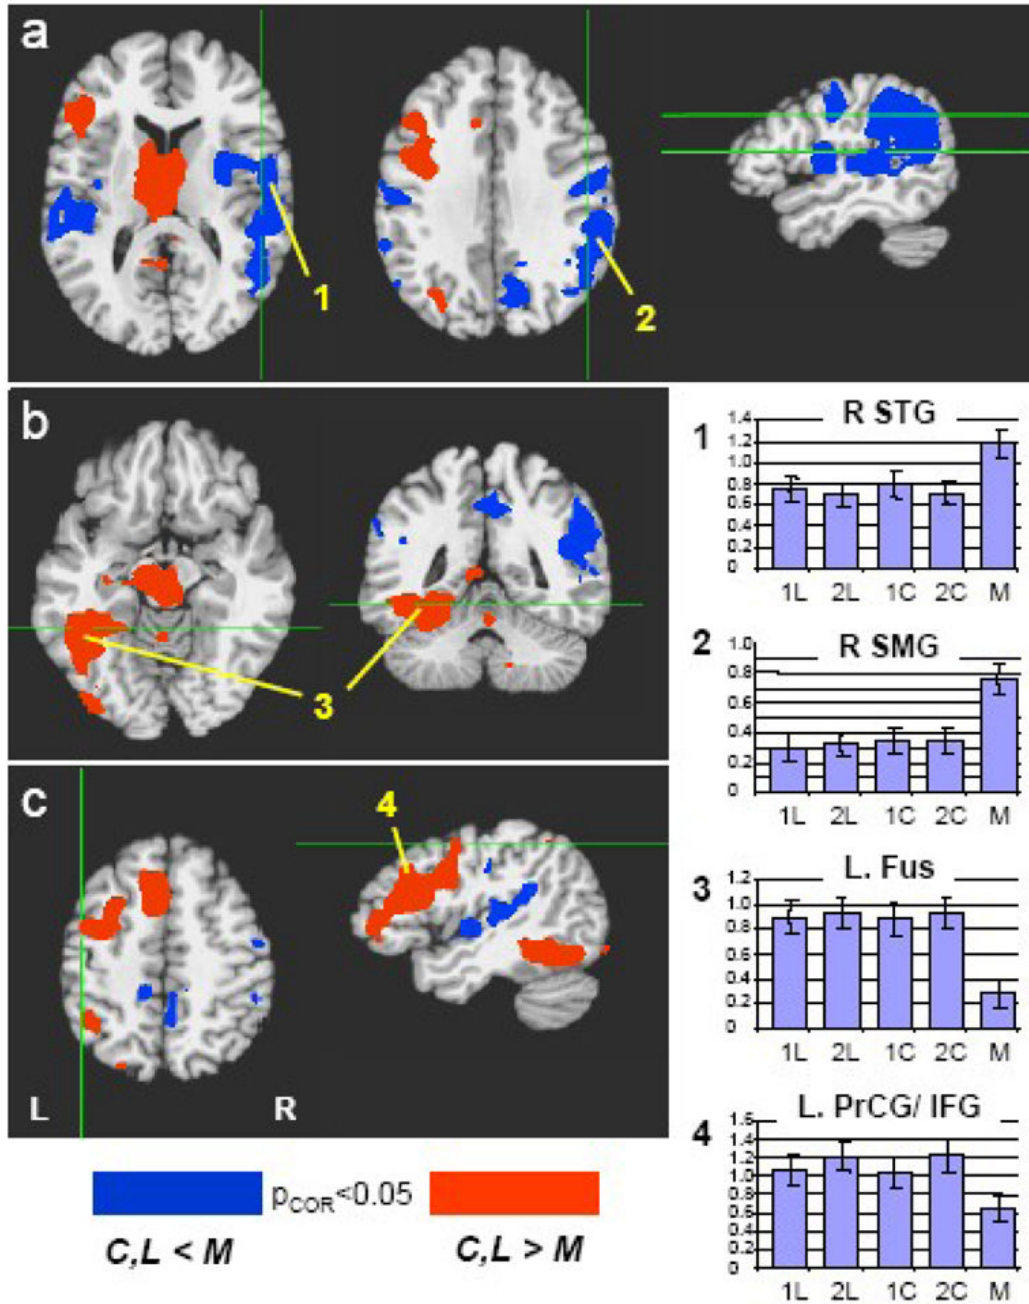 a
1
2
b
3
c
4
L R
C,L < M
pCOR<0.05
C,L > M
1
R STG
1.4
1.2
1.0
0.8
0.6
0.4
0.2
0
1L 2L 1C 2C M
2
R SMG
1.0
0.8
0.6
0.4
0.2
0
1L 2L 1C 2C M
3
L. Fus
1.2
1.0
0.8
0.6
0.4
0.2
0
1L 2L 1C 2C M
4
L. PrCG/ IFG
1.6
1.4
1.2
1.0
0.8
0.6
0.4
0.2
0
1L 2L 1C 2C M